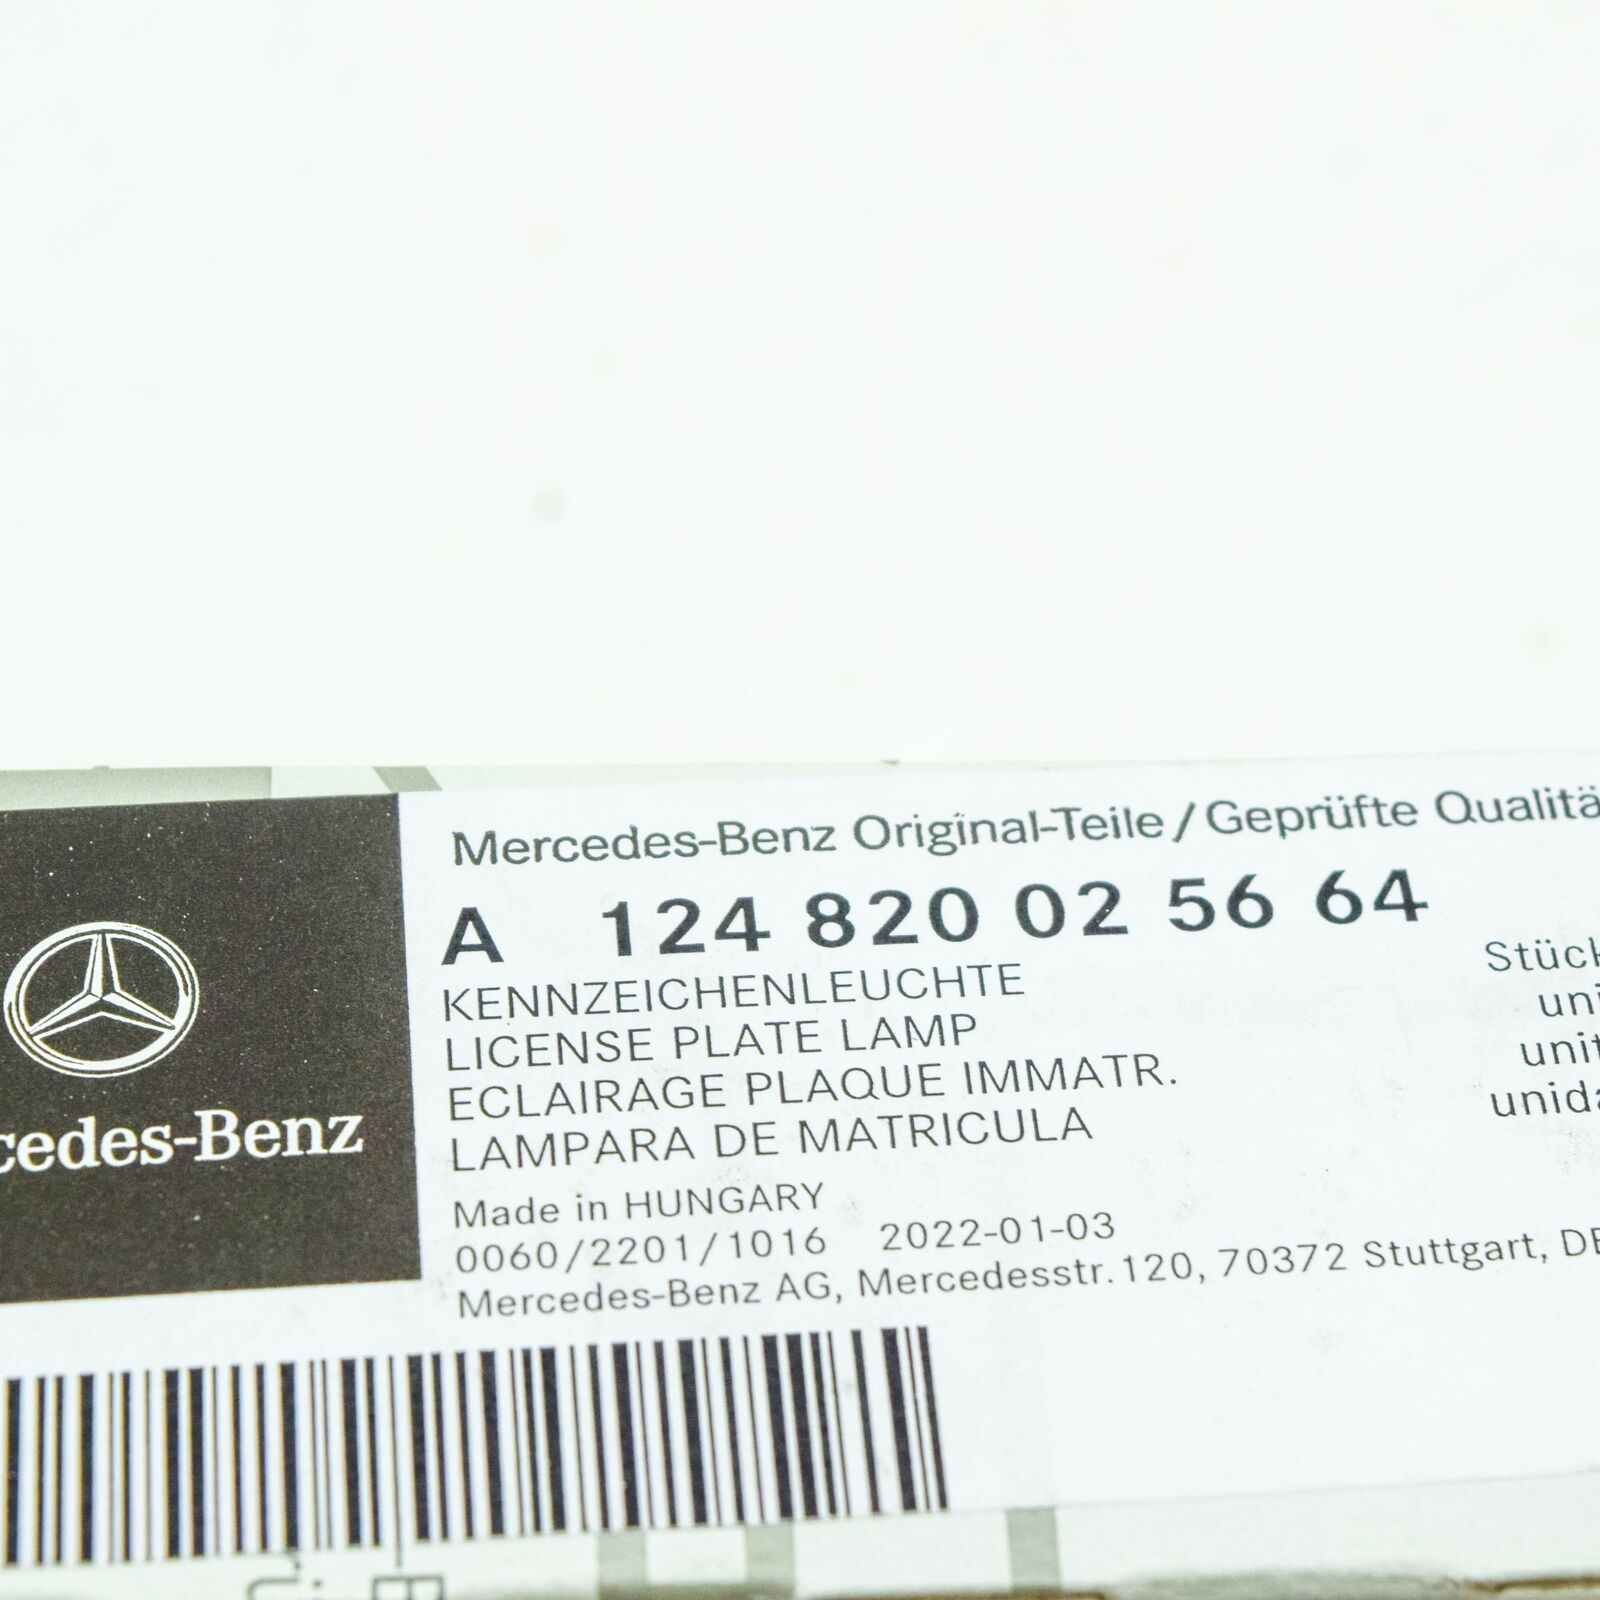 Mercedes-Benz Original-Teile / Geprüfte
A 124 820 02 56 64
KENNZEICHENLEUCHTE
LICENSE PLATE LAMP
ECLAIRAGE PLAQUE IMMATR.
LAMPARA DE MATRICULA
Made in HUNGARY
0060/2201/1016 2022-01-03
Mercedes-Benz AG, Mercedesstr. 120, 70372 Stuttgart, DE
cedes-Benz